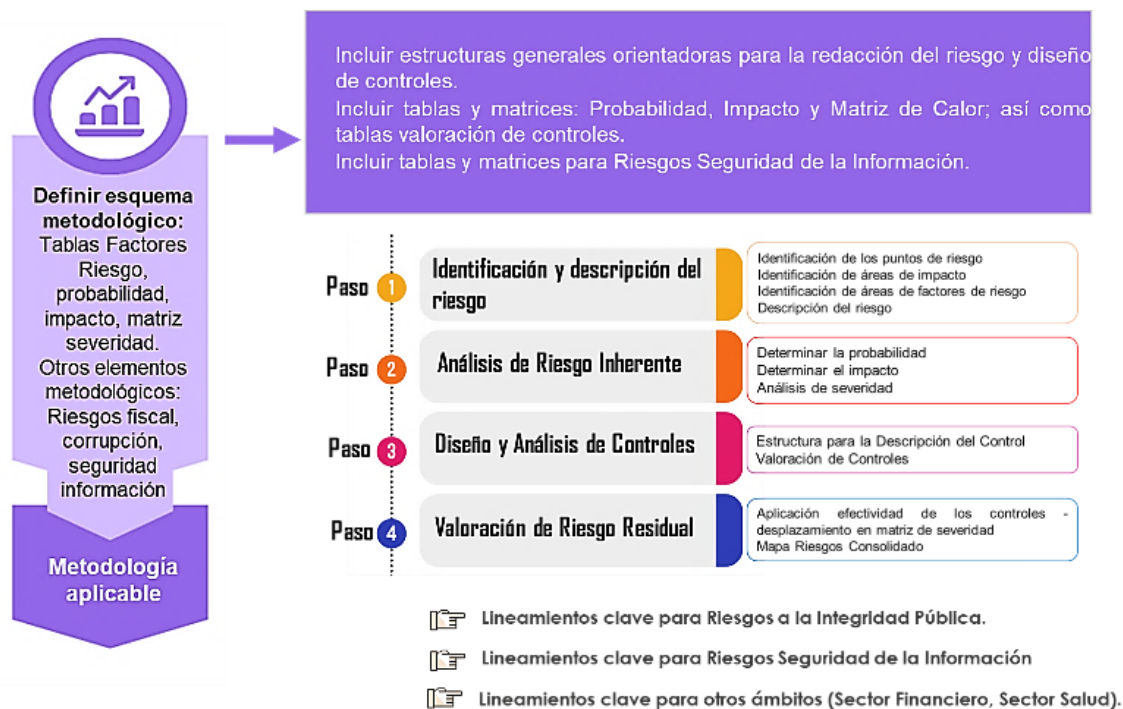 Definir esquema
metodológico:
Tablas Factores
Riesgo,
probabilidad,
impacto, matriz
severidad.
Otros elementos
metodológicos:
Riesgos fiscal,
corrupción,
seguridad
información
Metodología
aplicable
Incluir estructuras generales orientadoras para la redacción del riesgo y diseño
de controles.
Incluir tablas y matrices: Probabilidad, Impacto y Matriz de Calor; así como
tablas valoración de controles.
Incluir tablas y matrices para Riesgos Seguridad de la Información.
Paso 1
Identificación y descripción del
riesgo
Identificación de los puntos de riesgo
Identificación de áreas de impacto
Identificación de áreas de factores de riesgo
Descripción del riesgo
Paso 2
Análisis de Riesgo Inherente
Determinar la probabilidad
Determinar el impacto
Análisis de severidad
Paso 3
Diseño y Análisis de Controles
Estructura para la Descripción del Control
Valoración de Controles
Paso 4
Valoración de Riesgo Residual
Aplicación efectividad de los controles -
desplazamiento en matriz de severidad
Mapa Riesgos Consolidado
Lineamientos clave para Riesgos a la Integridad Pública.
Lineamientos clave para Riesgos Seguridad de la Información
Lineamientos clave para otros ámbitos (Sector Financiero, Sector Salud).